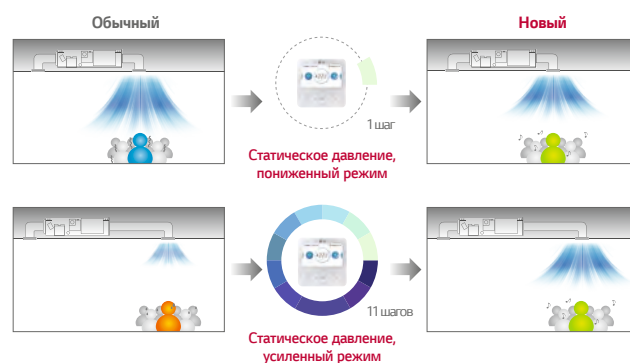 Обычный
Новый
1 шаг
Статическое давление,
пониженный режим
11 шагов
Статическое давление,
усиленный режим